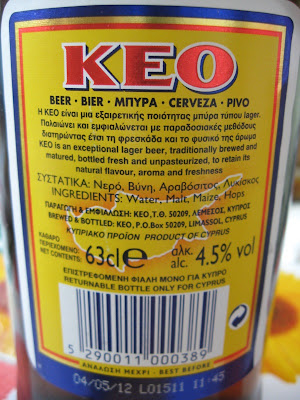 KEO
BEER · BIER · ΜΠΥΡΑ · CERVEZA · PIVO
Η ΚΕΟ είναι μια εξαιρετικής ποιότητας μπύρα τύπου lager.
Παλαιώνει και εμφιαλώνεται με παραδοσιακές μεθόδους
διατηρώντας έτσι τη φρεσκάδα και το φυσικό της άρωμα
KEO is an exceptional lager beer, traditionally brewed and
matured, bottled fresh and unpasteurized, to retain its
natural flavour, aroma and freshness
ΣΥΣΤΑΤΙΚΑ: Νερό, Βύνη, Αραβόσιτος, Λυκίσκος
INGREDIENTS: Water, Malt, Maize, Hops
ΠΑΡΑΓΩΓΗ & ΕΜΦΙΑΛΩΣΗ: ΚΕΟ, Τ.Θ. 50209, ΛΕΜΕΣΟΣ, ΚΥΠΡΟΣ
BREWED & BOTTLED: KEO, P.O.Box 50209, LIMASSOL, CYPRUS
ΚΥΠΡΙΑΚΟ ΠΡΟΪΟΝ PRODUCT OF CYPRUS
ΚΑΘΑΡΟ
ΠΕΡΙΕΧΟΜΕΝΟ:
NET CONTENTS:
63cl e
αλκ.
alc. 4.5% vol
ΕΠΙΣΤΡΕΦΟΜΕΝΗ ΦΙΑΛΗ ΜΟΝΟ ΓΙΑ ΚΥΠΡΟ
RETURNABLE BOTTLE ONLY FOR CYPRUS
5 290011 000389
ΑΝΑΛΩΣΗ ΜΕΧΡΙ - BEST BEFORE
04/05/12 L01511 11:45